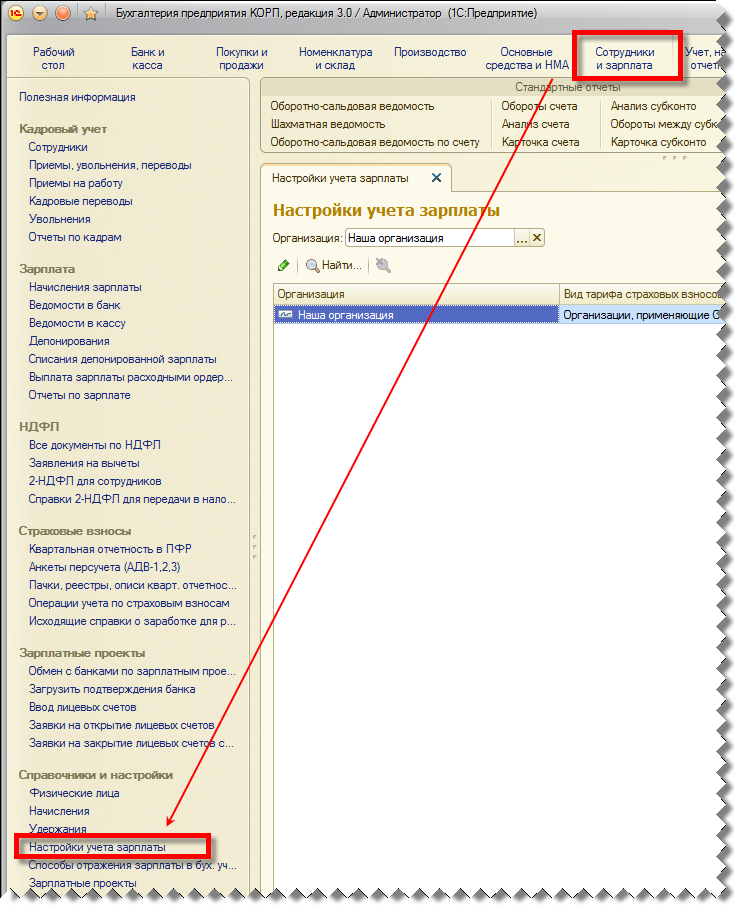 Бухгалтерия предприятия КОРП, редакция 3.0 / Администратор (1С:Предприятие)
Рабочий стол
Банк и касса
Покупки и продажи
Номенклатура и склад
Производство
Основные средства и НМА
Сотрудники и зарплата
Учет, на
отчетн
Полезная информация
Кадровый учет
Сотрудники
Приемы, увольнения, переводы
Приемы на работу
Кадровые переводы
Увольнения
Отчеты по кадрам
Зарплата
Начисления зарплаты
Ведомости в банк
Ведомости в кассу
Депонирования
Списания депонированной зарплаты
Выплата зарплаты расходными ордер...
Отчеты по зарплате
НДФЛ
Все документы по НДФЛ
Заявления на вычеты
2-НДФЛ для сотрудников
Справки 2-НДФЛ для передачи в нало...
Страховые взносы
Квартальная отчетность в ПФР
Анкеты персучета (АДВ-1,2,3)
Пачки, реестры, описи кварт. отчетнос...
Операции учета по страховым взносам
Исходящие справки о заработке для р...
Зарплатные проекты
Обмен с банками по зарплатным прое...
Загрузить подтверждения банка
Ввод лицевых счетов
Заявки на открытие лицевых счетов
Заявки на закрытие лицевых счетов с...
Справочники и настройки
Физические лица
Начисления
Удержания
Настройки учета зарплаты
Способы отражения зарплаты в бух. уч...
Зарплатные проекты
Стандартные отчеты
Оборотно-сальдовая ведомость
Шахматная ведомость
Оборотно-сальдовая ведомость по счету
Обороты счета
Анализ счета
Карточка счета
Анализ субконто
Обороты между субк
Карточка субконто
Настройки учета зарплаты
Настройки учета зарплаты
Организация: Наша организация ...
Найти...
Организация
Вид тарифа страховых взносов
Наша организация
Организации, применяющие О